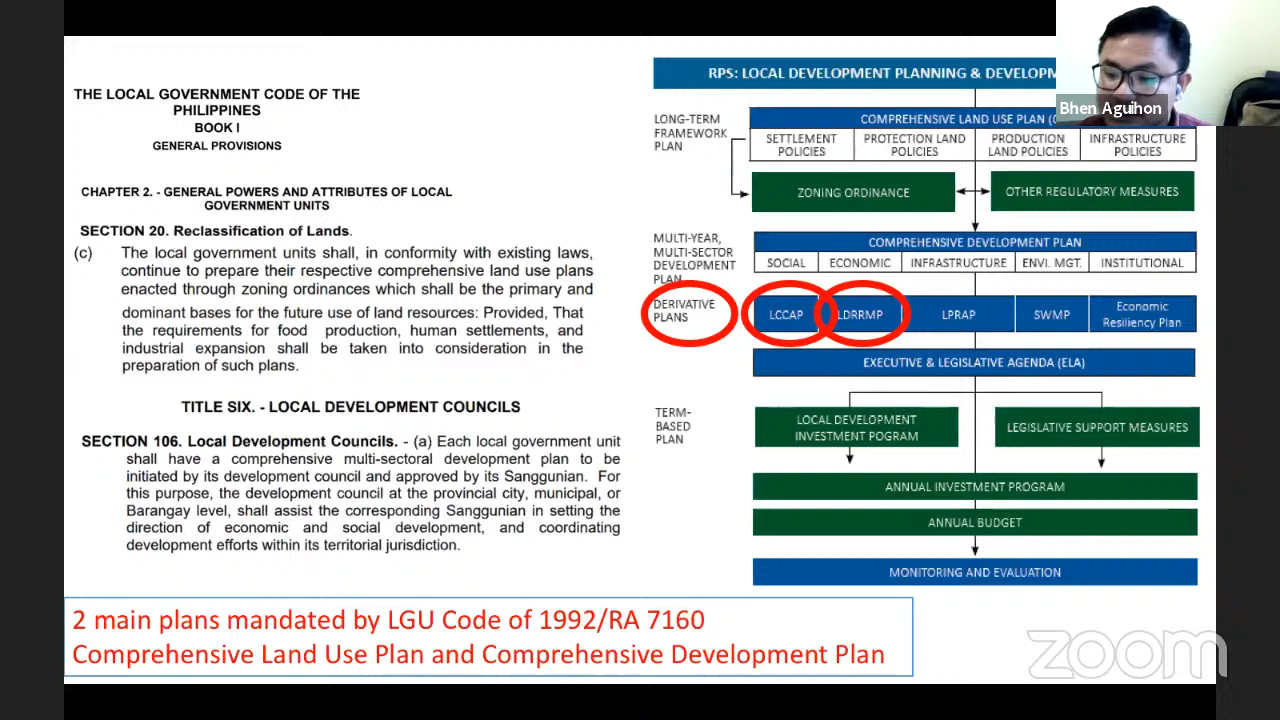 THE LOCAL GOVERNMENT CODE OF THE
PHILIPPINES
BOOK I
GENERAL PROVISIONS
CHAPTER 2. - GENERAL POWERS AND ATTRIBUTES OF LOCAL
GOVERNMENT UNITS
SECTION 20. Reclassification of Lands.
(c) The local government units shall, in conformity with existing laws,
continue to prepare their respective comprehensive land use plans
enacted through zoning ordinances which shall be the primary and
dominant bases for the future use of land resources: Provided, That
the requirements for food production, human settlements, and
industrial expansion shall be taken into consideration in the
preparation of such plans.
TITLE SIX. - LOCAL DEVELOPMENT COUNCILS
SECTION 106. Local Development Councils. - (a) Each local government unit
shall have a comprehensive multi-sectoral development plan to be
initiated by its development council and approved by its Sanggunian. For
this purpose, the development council at the provincial city, municipal, or
Barangay level, shall assist the corresponding Sanggunian in setting the
direction of economic and social development, and coordinating
development efforts within its territorial jurisdiction.
RPS: LOCAL DEVELOPMENT PLANNING & DEVELOPM
LONG-TERM
FRAMEWORK
PLAN
COMPREHENSIVE LAND USE PLAN (
SETTLEMENT
POLICIES
PROTECTION LAND
POLICIES
PRODUCTION
LAND POLICIES
INFRASTRUCTURE
POLICIES
ZONING ORDINANCE
OTHER REGULATORY MEASURES
MULTI-YEAR,
MULTI-SECTOR
DEVELOPMENT
PLAN
COMPREHENSIVE DEVELOPMENT PLAN
SOCIAL
ECONOMIC
INFRASTRUCTURE
ENVI. MGT.
INSTITUTIONAL
DERIVATIVE
PLANS
LCCAP
LDRRMP
LPRAP
SWMP
Economic
Resiliency Plan
EXECUTIVE & LEGISLATIVE AGENDA (ELA)
TERM-
BASED
PLAN
LOCAL DEVELOPMENT
INVESTMENT POGRAM
LEGISLATIVE SUPPORT MEASURES
ANNUAL INVESTMENT PROGRAM
ANNUAL BUDGET
MONITORING AND EVALUATION
2 main plans mandated by LGU Code of 1992/RA 7160
Comprehensive Land Use Plan and Comprehensive Development Plan
Bhen Aguihon
zoom